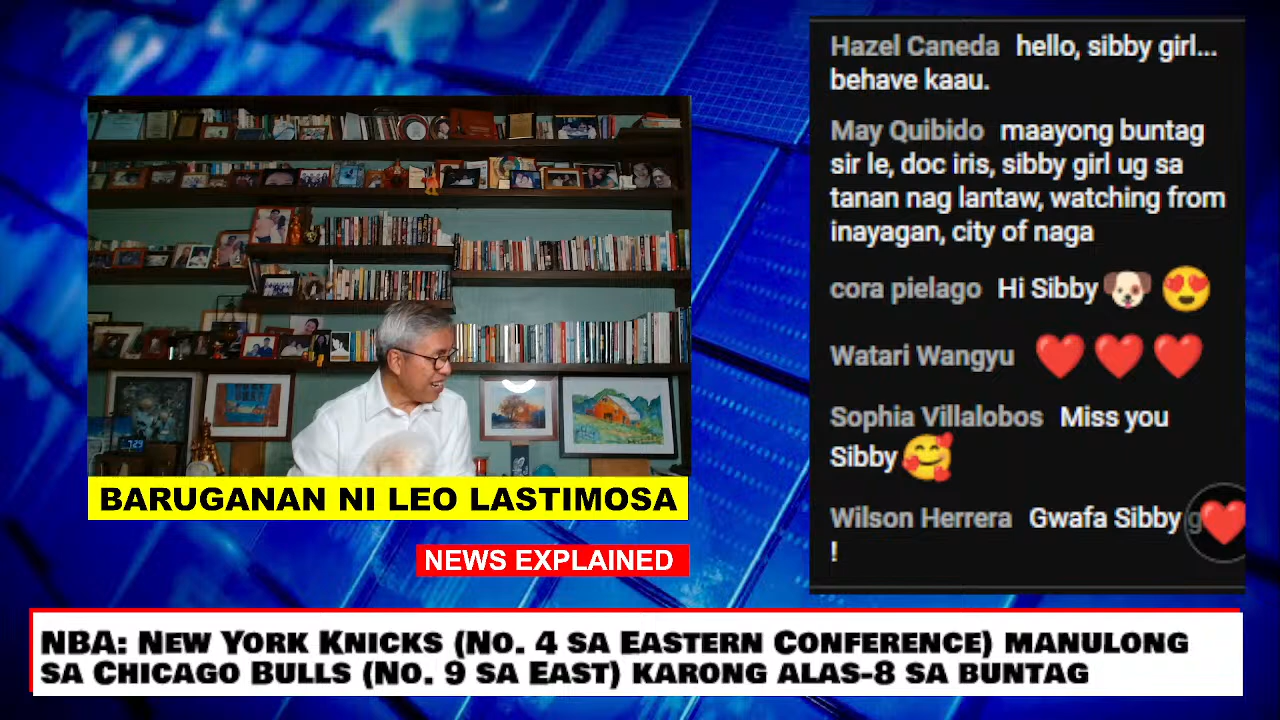 Hazel Caneda hello, sibby girl...
behave kaau.
May Quibido maayong buntag
sir le, doc iris, sibby girl ug sa
tanan nag lantaw, watching from
inayagan, city of naga
cora pielago Hi Sibby🐶😍
Watari Wangyu ❤️❤️❤️
Sophia Villalobos Miss you
Sibby🥰
Wilson Herrera Gwafa Sibby
!
7:29
BARUGANAN NI LEO LASTIMOSA
NEWS EXPLAINED
NBA: NEW YORK KNICKS (NO. 4 SA EASTERN CONFERENCE) MANULONG
SA CHICAGO BULLS (NO. 9 SA EAST) KARONG ALAS-8 SA BUNTAG